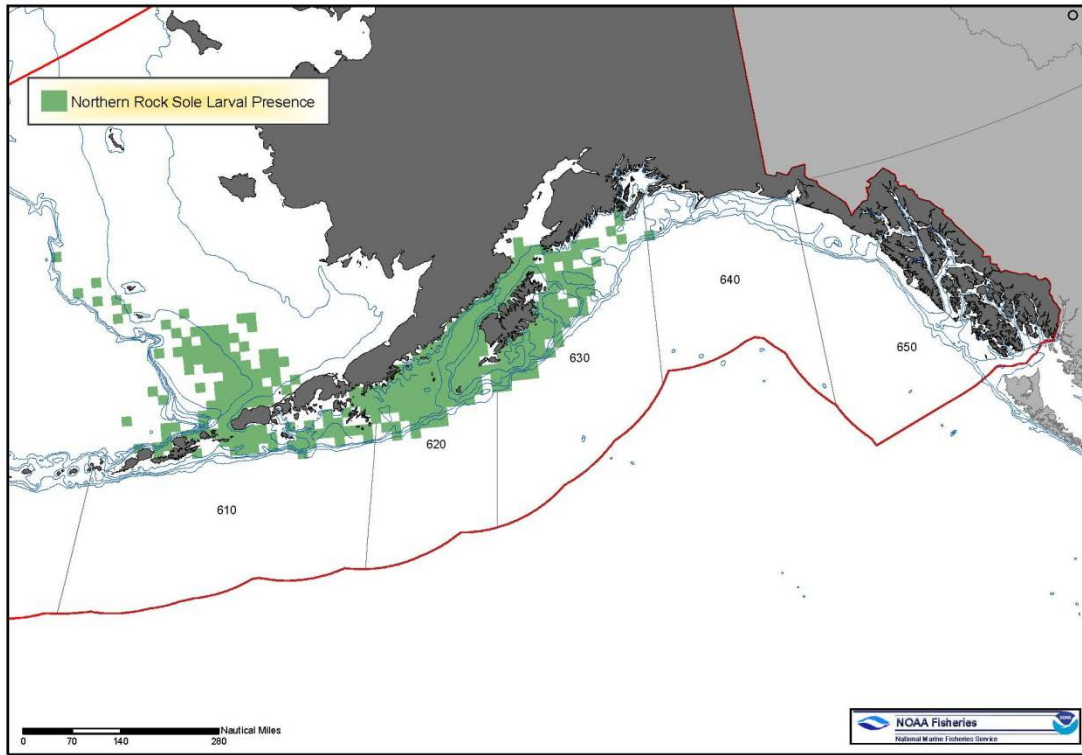 Northern Rock Sole Larval Presence
640
650
630
620
610
Nautical Miles
0 70 140 280
NOAA Fisheries
National Marine Fisheries Service